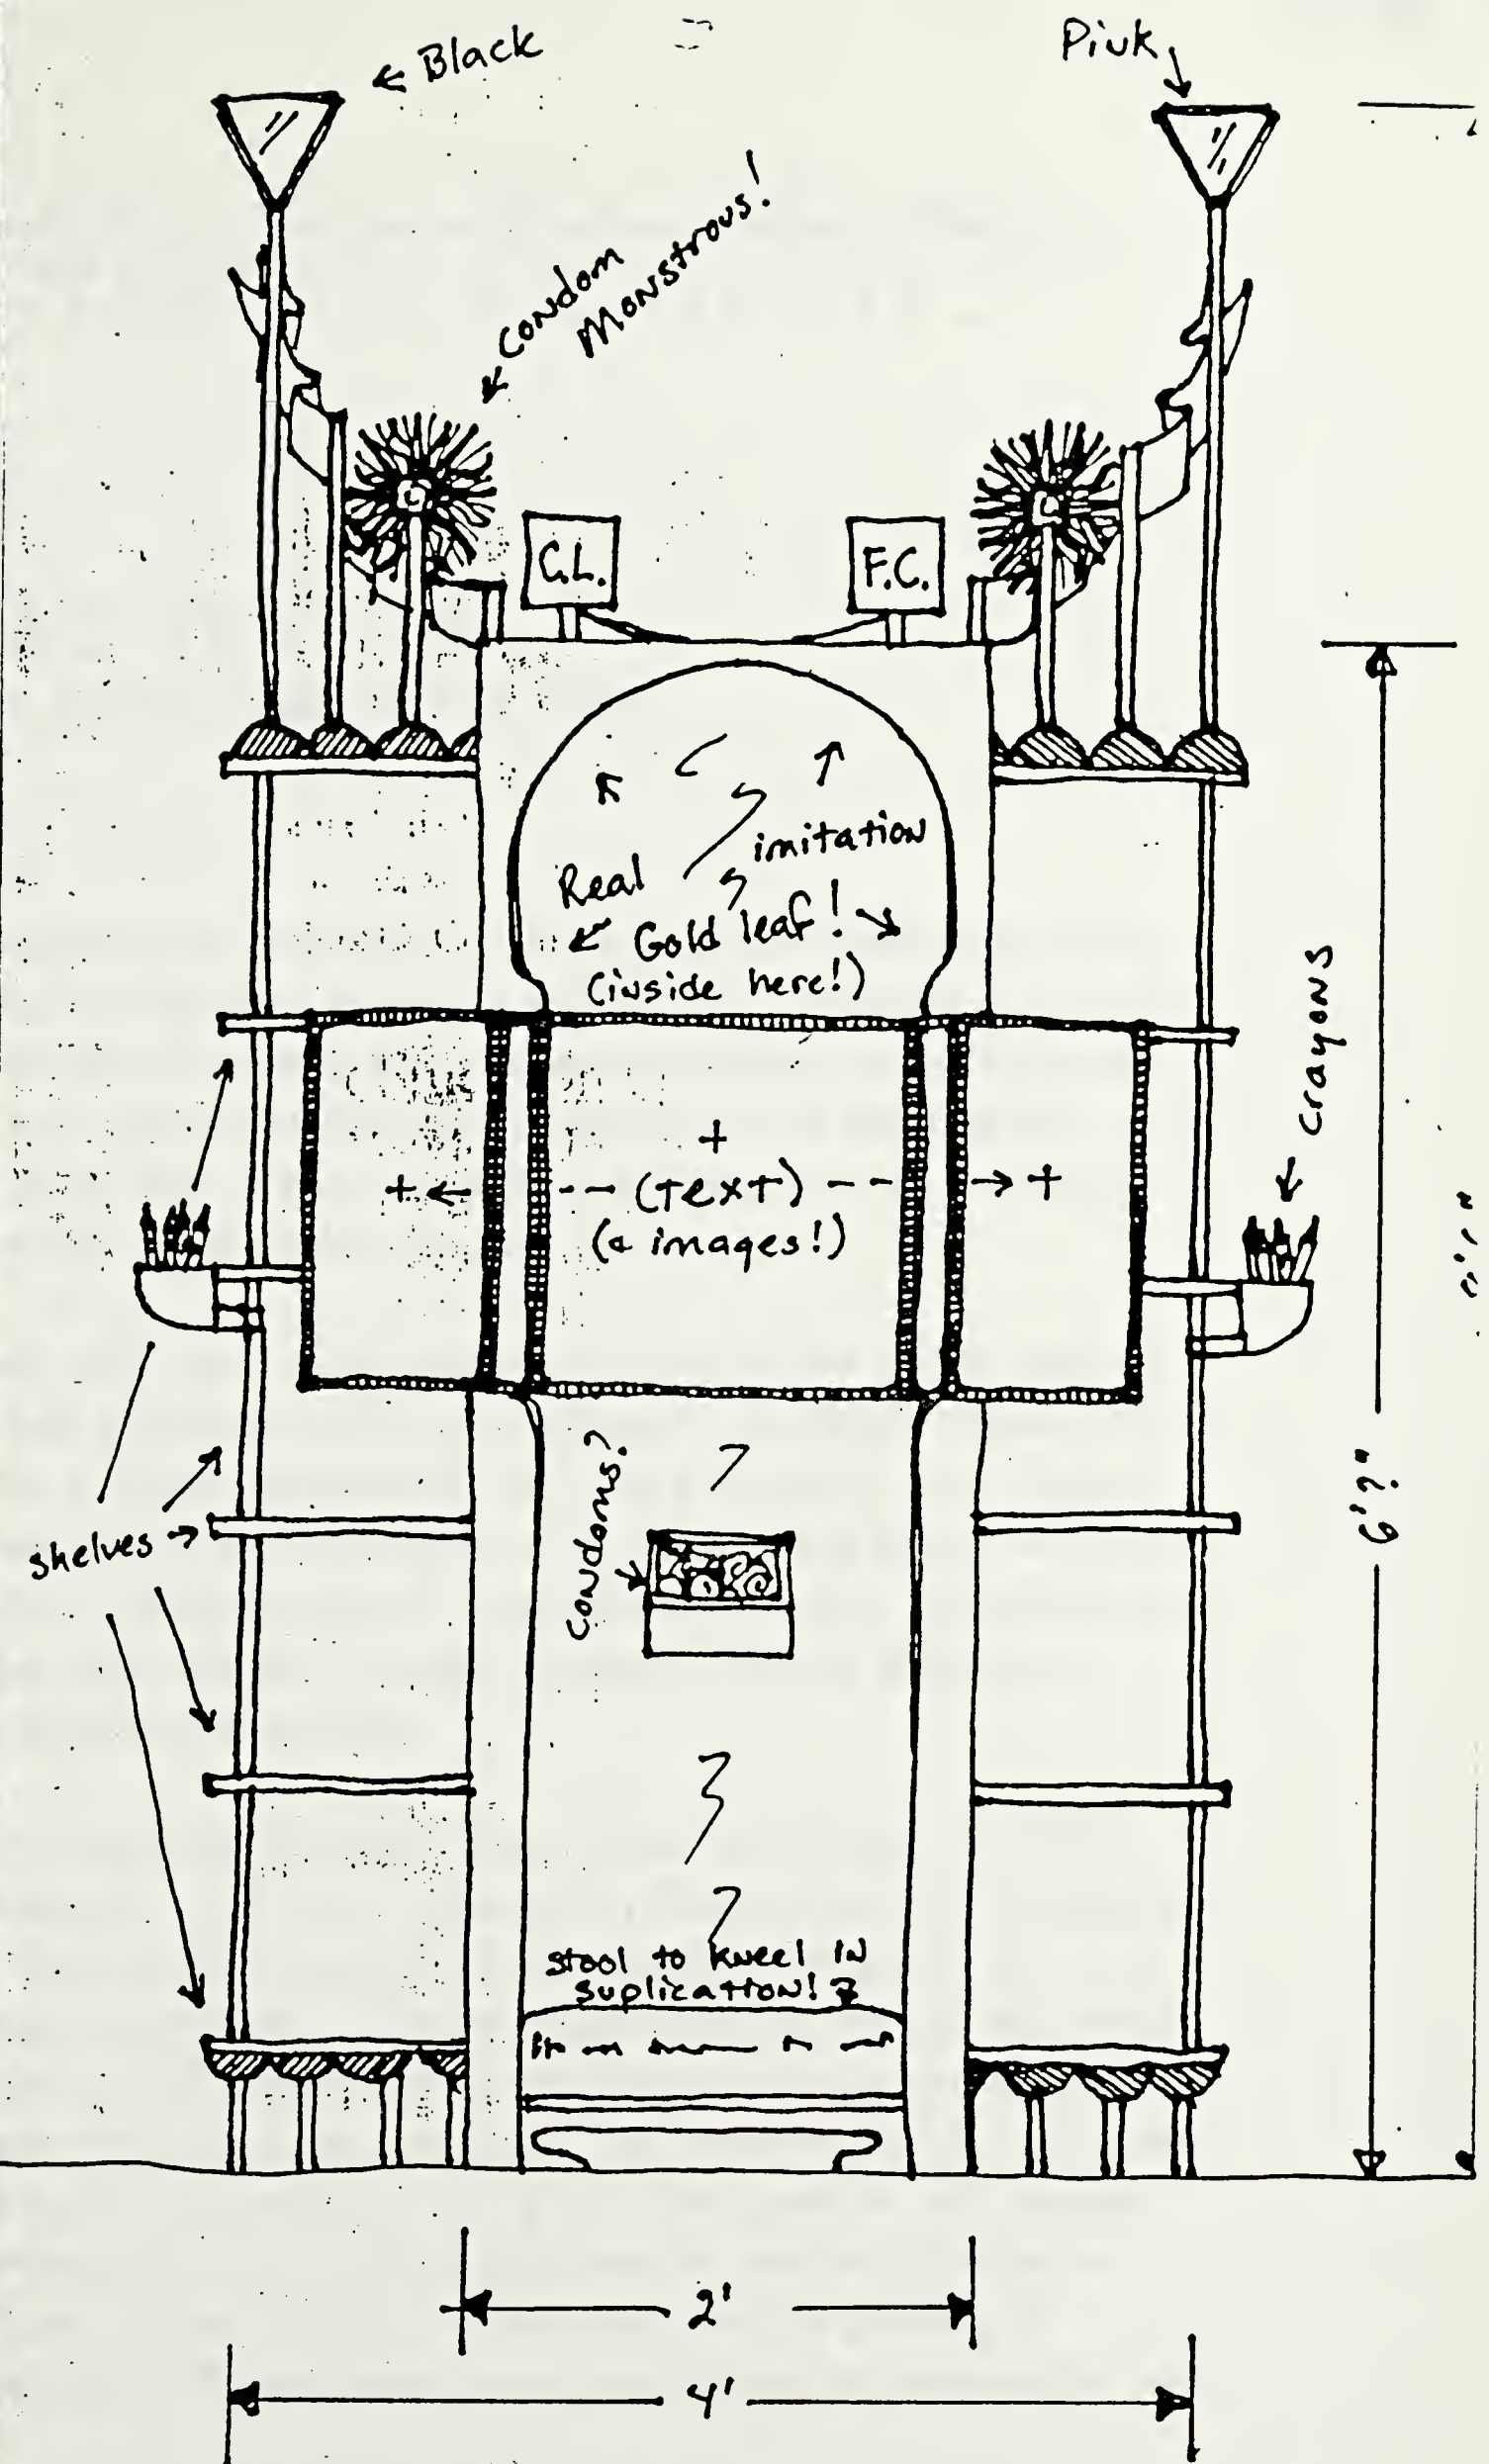 ← Black
Pink
Condom
Monstrous!
G.L.
F.C.
Real
imitation
Gold leaf!
(inside here!)
crayons
+
+ ← -- (text) -- → +
(& images!)
6'?"
condoms?
shelves
stool to kneel IN
suplication!
2'
4'